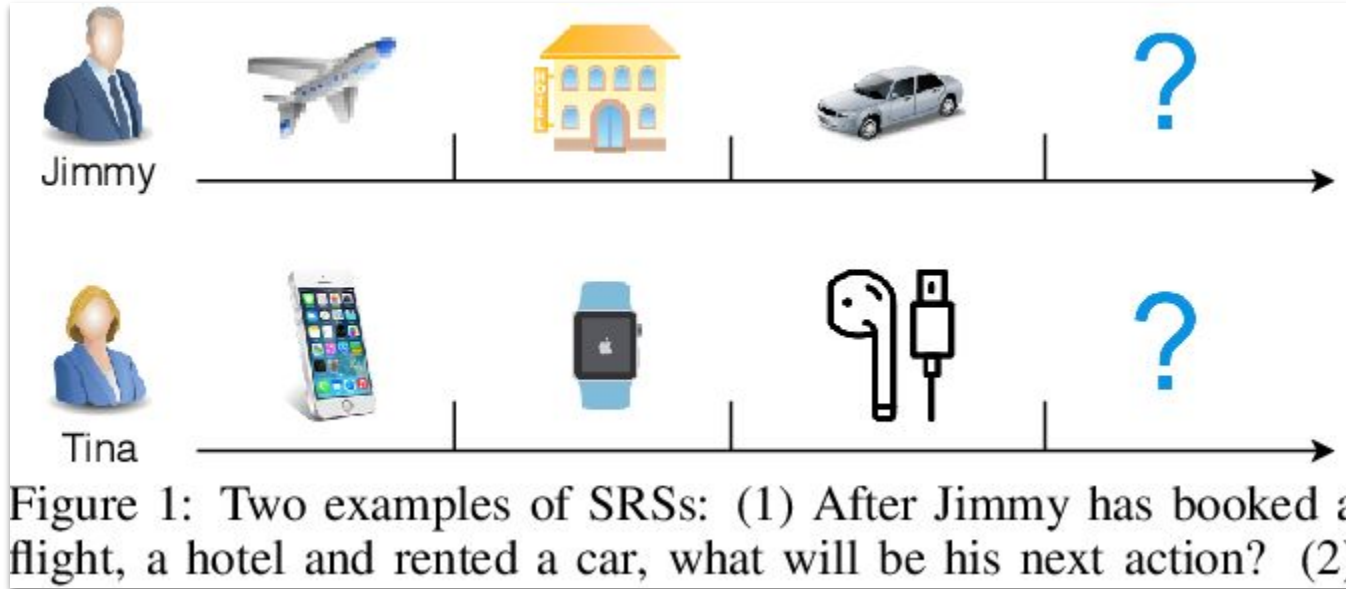 HOTEL
Jimmy
?
Tina
?
Figure 1: Two examples of SRSs: (1) After Jimmy has booked a
flight, a hotel and rented a car, what will be his next action? (2)